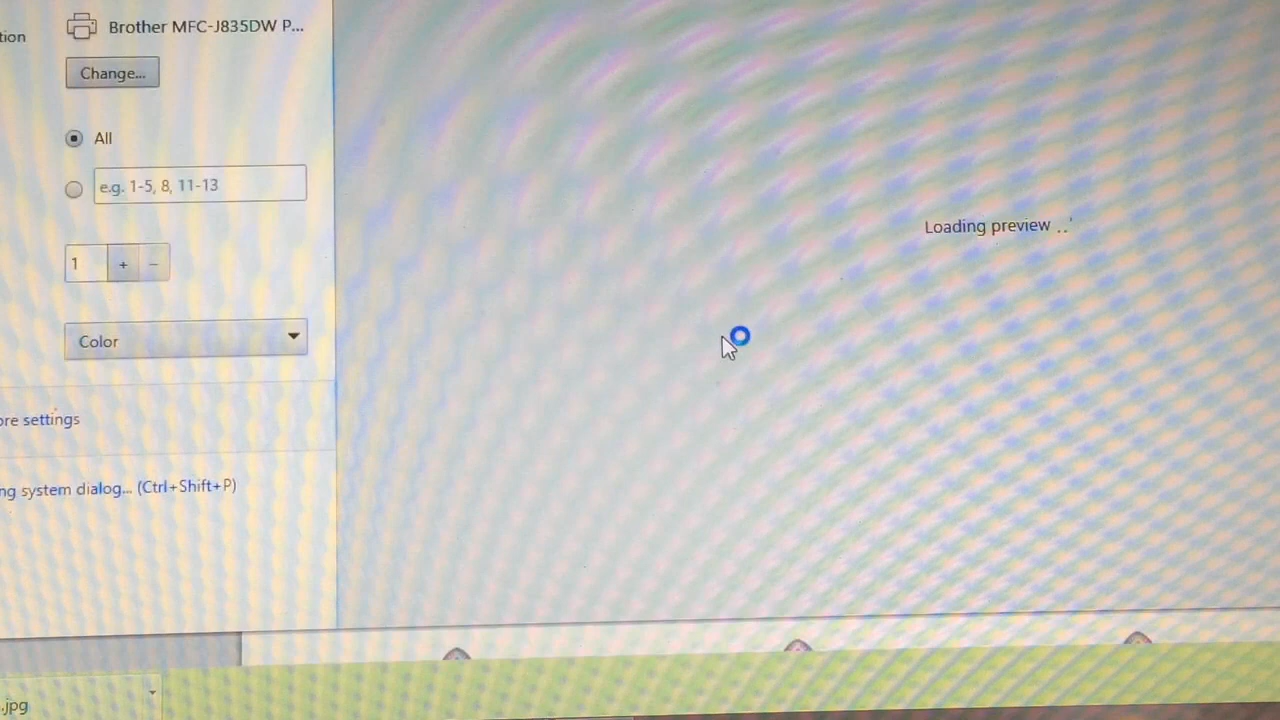 tion
Brother MFC-J835DW P...
Change...
All
e.g. 1-5, 8, 11-13
1
+ −
Color
ore settings
ng system dialog... (Ctrl+Shift+P)
Loading preview ..
.jpg